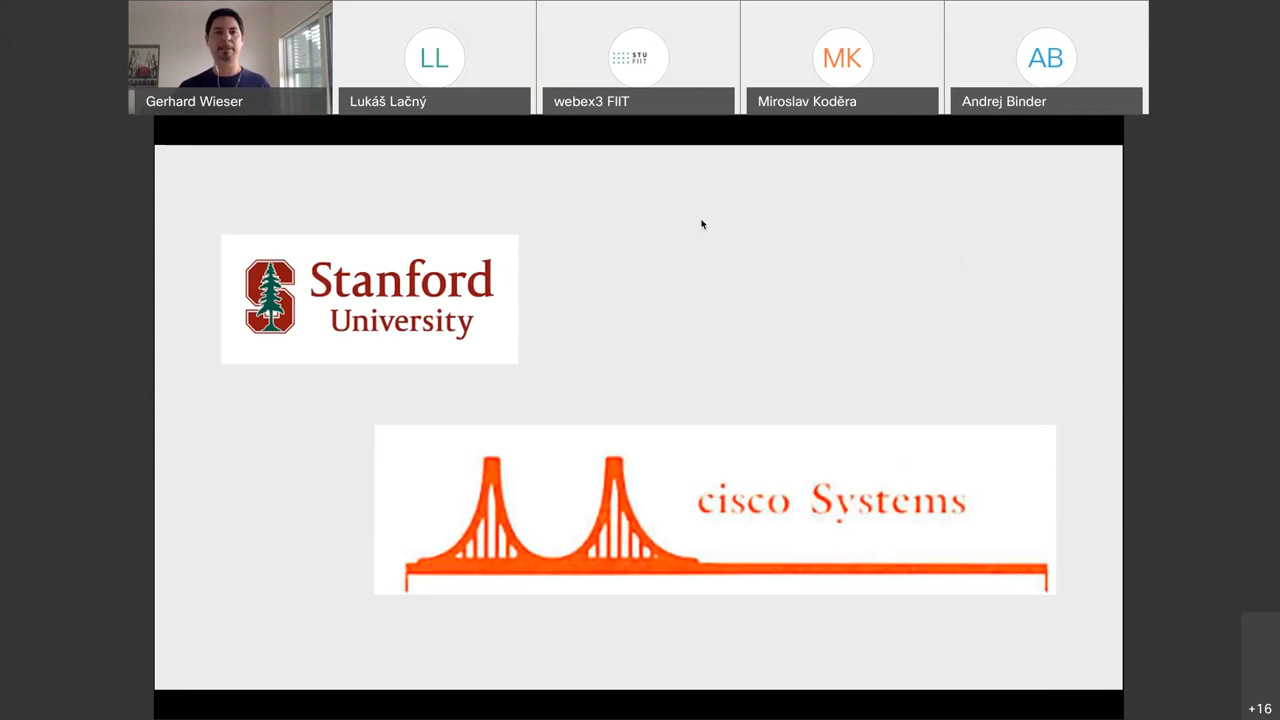 LL
STU
FIIT
MK
AB
Gerhard Wieser
Lukáš Lačný
webex3 FIIT
Miroslav Koděra
Andrej Binder
Stanford
University
cisco Systems
+16